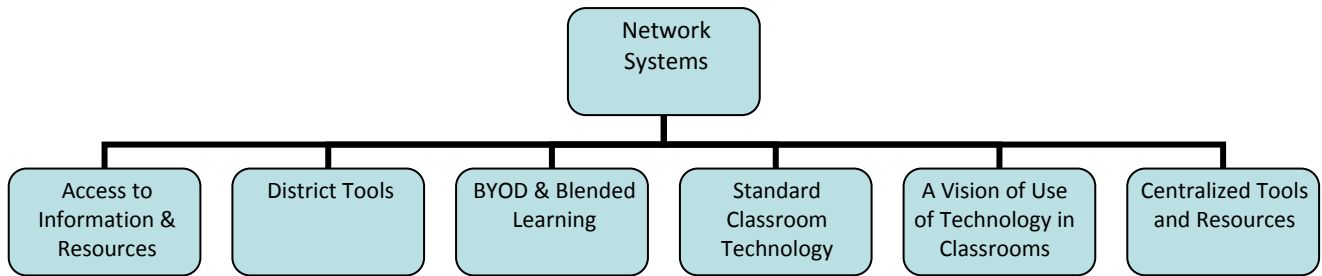 Network
Systems
Access to
Information &
Resources
District Tools
BYOD & Blended
Learning
Standard
Classroom
Technology
A Vision of Use
of Technology in
Classrooms
Centralized Tools
and Resources